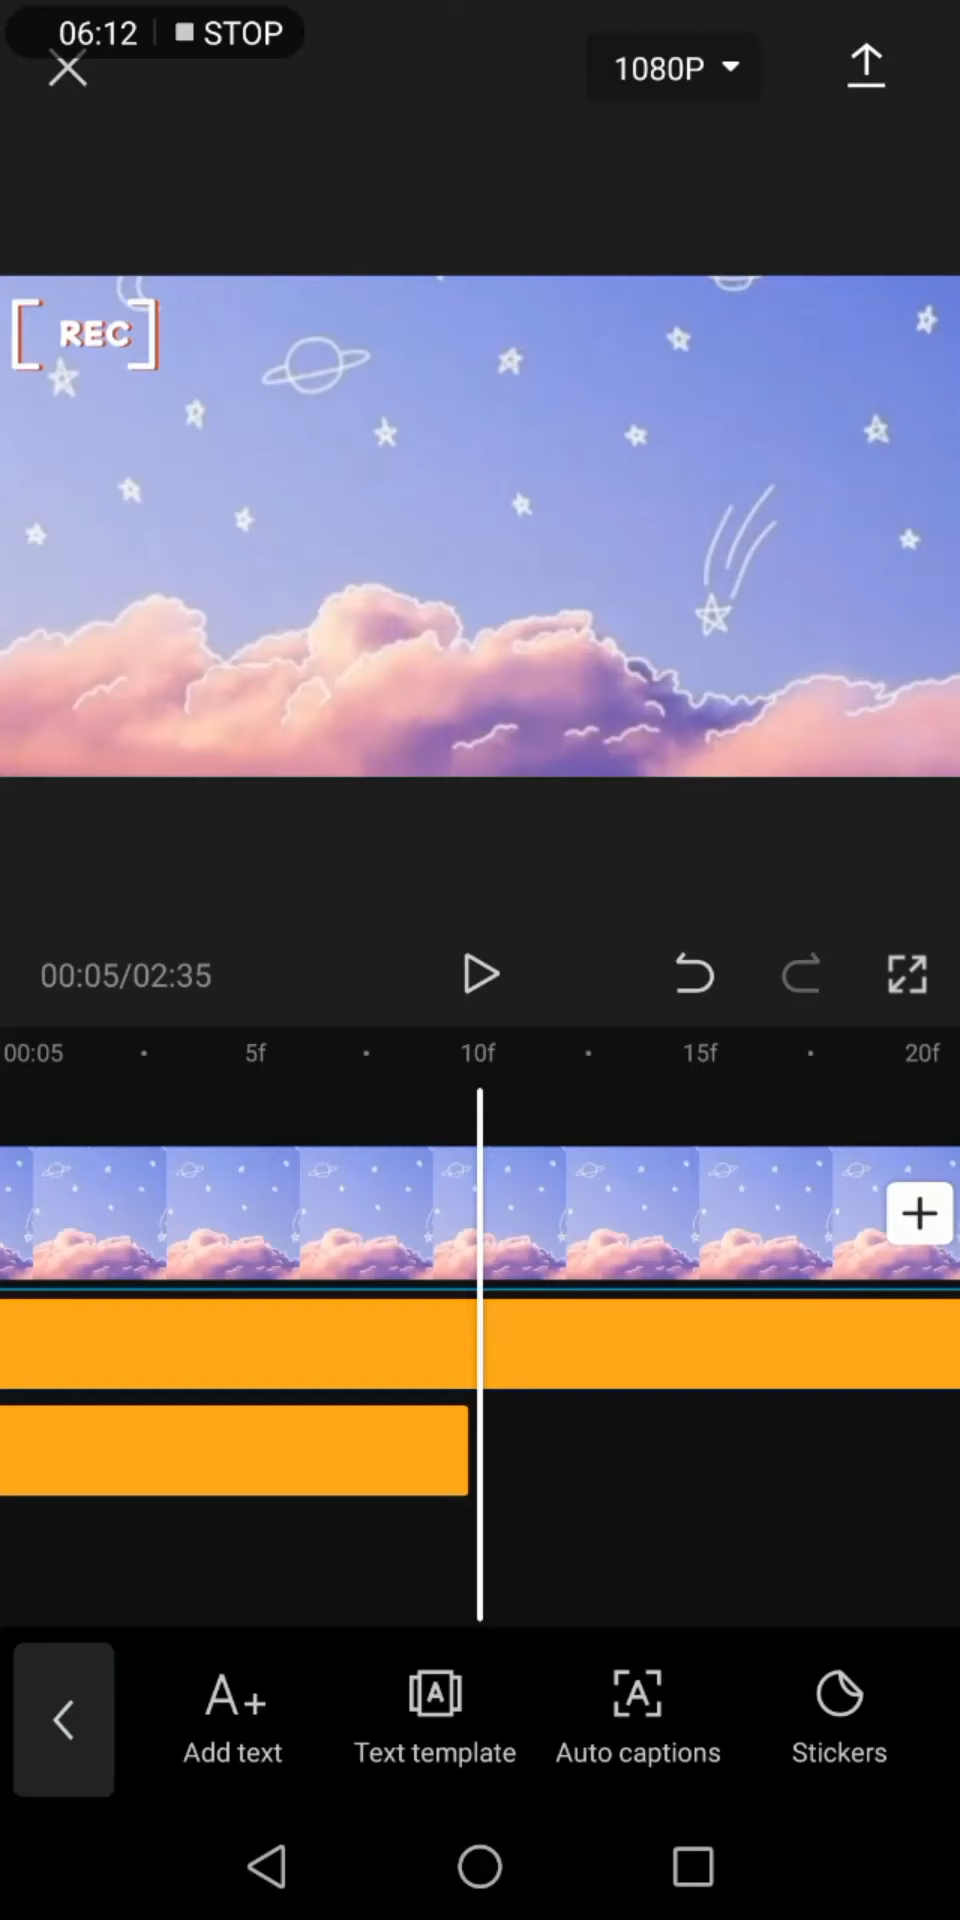 06:12 STOP
1080P
REC
00:05/02:35
00:05 5f 10f 15f 20f
Add text Text template Auto captions Stickers